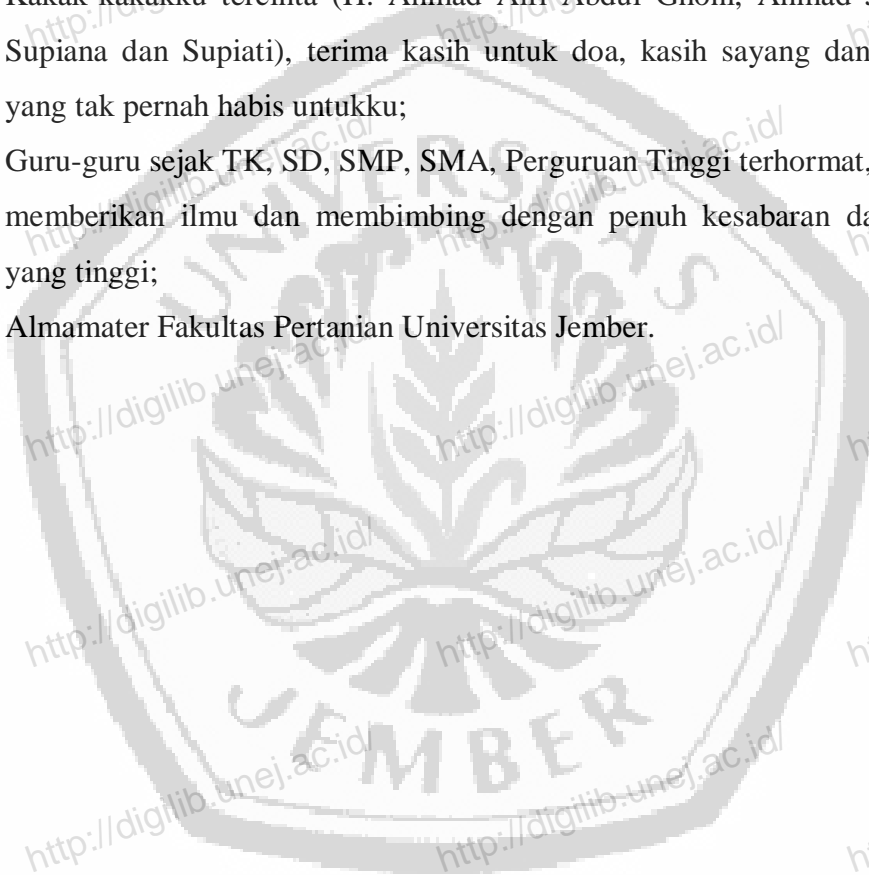 Kakak-kakakku tercinta (H. Ahmad Abdul Ghoni, Ahmad
Supiana dan Supiati), terima kasih untuk doa, kasih sayang dan
yang tak pernah habis untukku;
Guru-guru sejak TK, SD, SMP, SMA, Perguruan Tinggi terhormat,
memberikan ilmu dan membimbing dengan penuh kesabaran da
yang tinggi;
Almamater Fakultas Pertanian Universitas Jember.
UNIVERSITAS
JEMBER
http://digilib.unej.ac.id/
http://digilib.unej.ac.id/
http://digilib.unej.ac.id/
http://digilib.unej.ac.id/
http://digilib.unej.ac.id/
http://digilib.unej.ac.id/
http://digilib.unej.ac.id/
http://digilib.unej.ac.id/